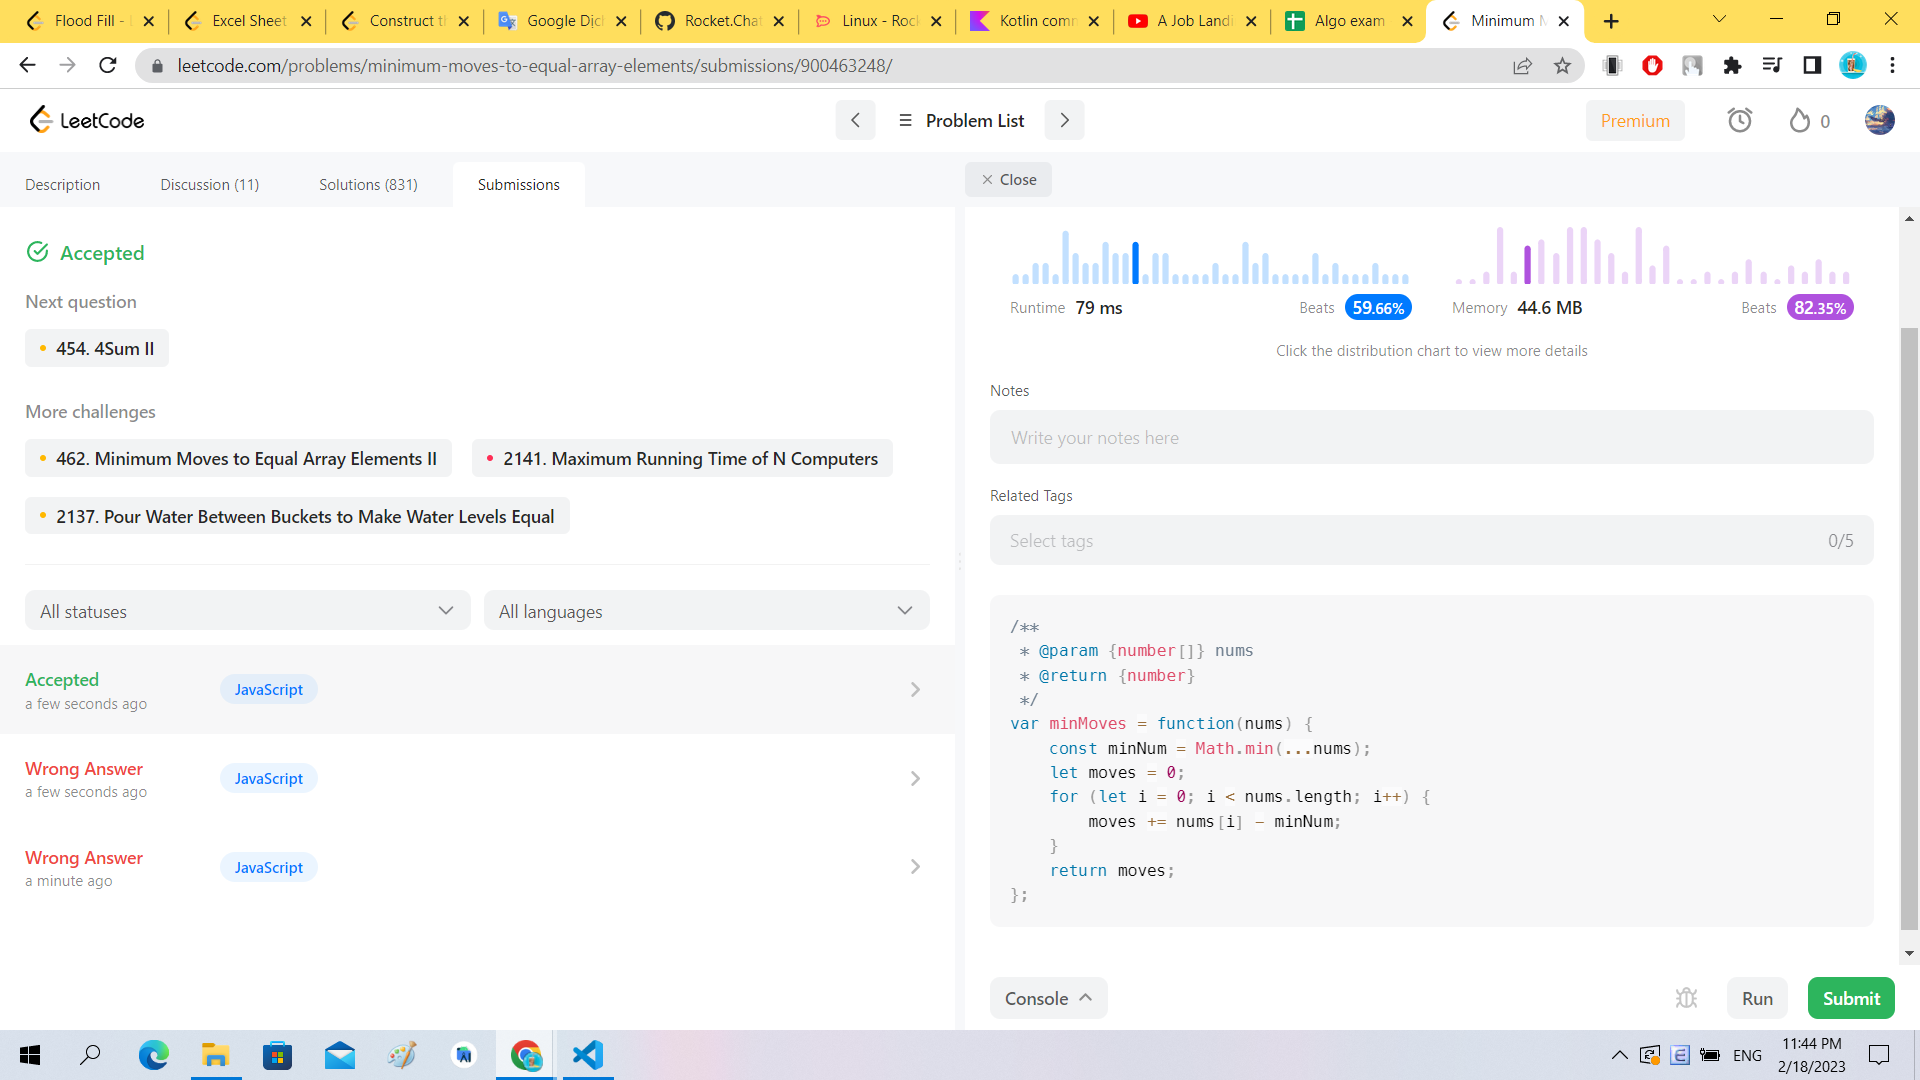 Flood Fill -
Excel Sheet
Construct t
Google Dịch
Rocket.Chat
Linux - Rock
Kotlin comm
A Job Landi
Algo exam
Minimum M
leetcode.com/problems/minimum-moves-to-equal-array-elements/submissions/900463248/
LeetCode
Problem List
Premium
0
Description
Discussion (11)
Solutions (831)
Submissions
Close
Accepted
Next question
454. 4Sum II
More challenges
462. Minimum Moves to Equal Array Elements II
2141. Maximum Running Time of N Computers
2137. Pour Water Between Buckets to Make Water Levels Equal
All statuses
All languages
Accepted
a few seconds ago
JavaScript
Wrong Answer
a few seconds ago
JavaScript
Wrong Answer
a minute ago
JavaScript
Runtime 79 ms
Beats 59.66%
Memory 44.6 MB
Beats 82.35%
Click the distribution chart to view more details
Notes
Write your notes here
Related Tags
Select tags
0/5
/**
 * @param {number[]} nums
 * @return {number}
 */
var minMoves = function(nums) {
    const minNum = Math.min(...nums);
    let moves = 0;
    for (let i = 0; i < nums.length; i++) {
        moves += nums[i] - minNum;
    }
    return moves;
};
Console
Run
Submit
ENG
11:44 PM
2/18/2023